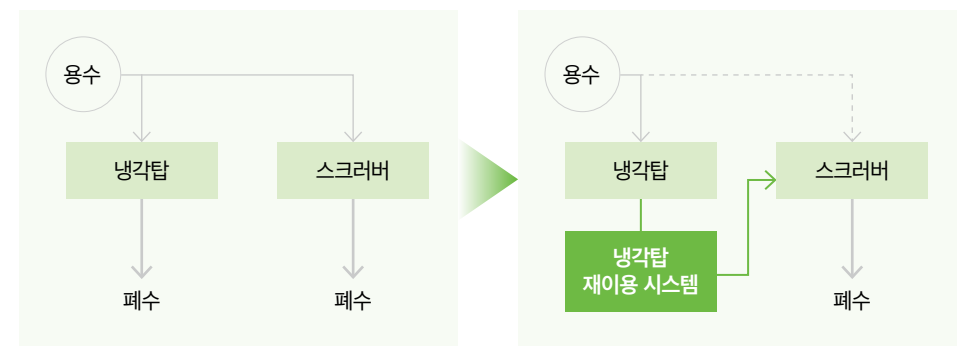 용수
냉각탑
스크러버
폐수
폐수
용수
냉각탑
스크러버
냉각탑
재이용 시스템
폐수